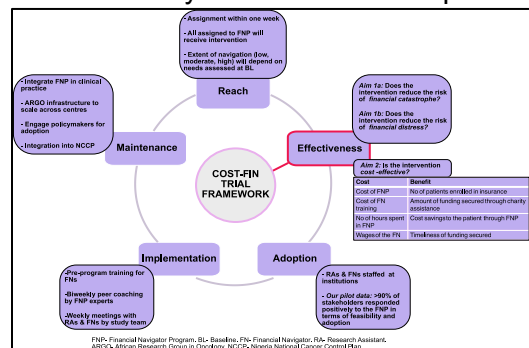 - Assignment within one week
- All assigned to FNP will
receive intervention
- Extent of navigation (low,
moderate, high) will depend on
needs assessed at BL
Reach
Aim 1a: Does the
intervention reduce the risk
of financial catastrophe?
Aim 1b: Does the
intervention reduce the risk of
financial distress?
Effectiveness
Aim 2: Is the intervention
cost -effective?
Cost Benefit
Cost of FNP No of patients enrolled in insurance
Cost of FN
training Amount of funding secured through charity
assistance
No of hours spent
in FNP Cost savings to the patient through FNP
Wages of the FN Timeliness of funding secured
- Integrate FNP in clinical
practice
- ARGO infrastructure to
scale across centres
- Engage policymakers for
adoption
- Integration into NCCP
Maintenance
COST-FIN
TRIAL
FRAMEWORK
Implementation
-Pre-program training for
FNs
-Biweekly peer coaching
by FNP experts
-Weekly meetings with
RAs & FNs by study team
Adoption
- RAs & FNs staffed at
institutions
- Our pilot data: >90% of
stakeholders responded
positively to the FNP in
terms of feasibility and
adoption
FNP- Financial Navigator Program. BL- Baseline. FN- Financial Navigator. RA- Research Assistant.
ARGO- African Research Group in Oncology. NCCP- Nigeria National Cancer Control Plan